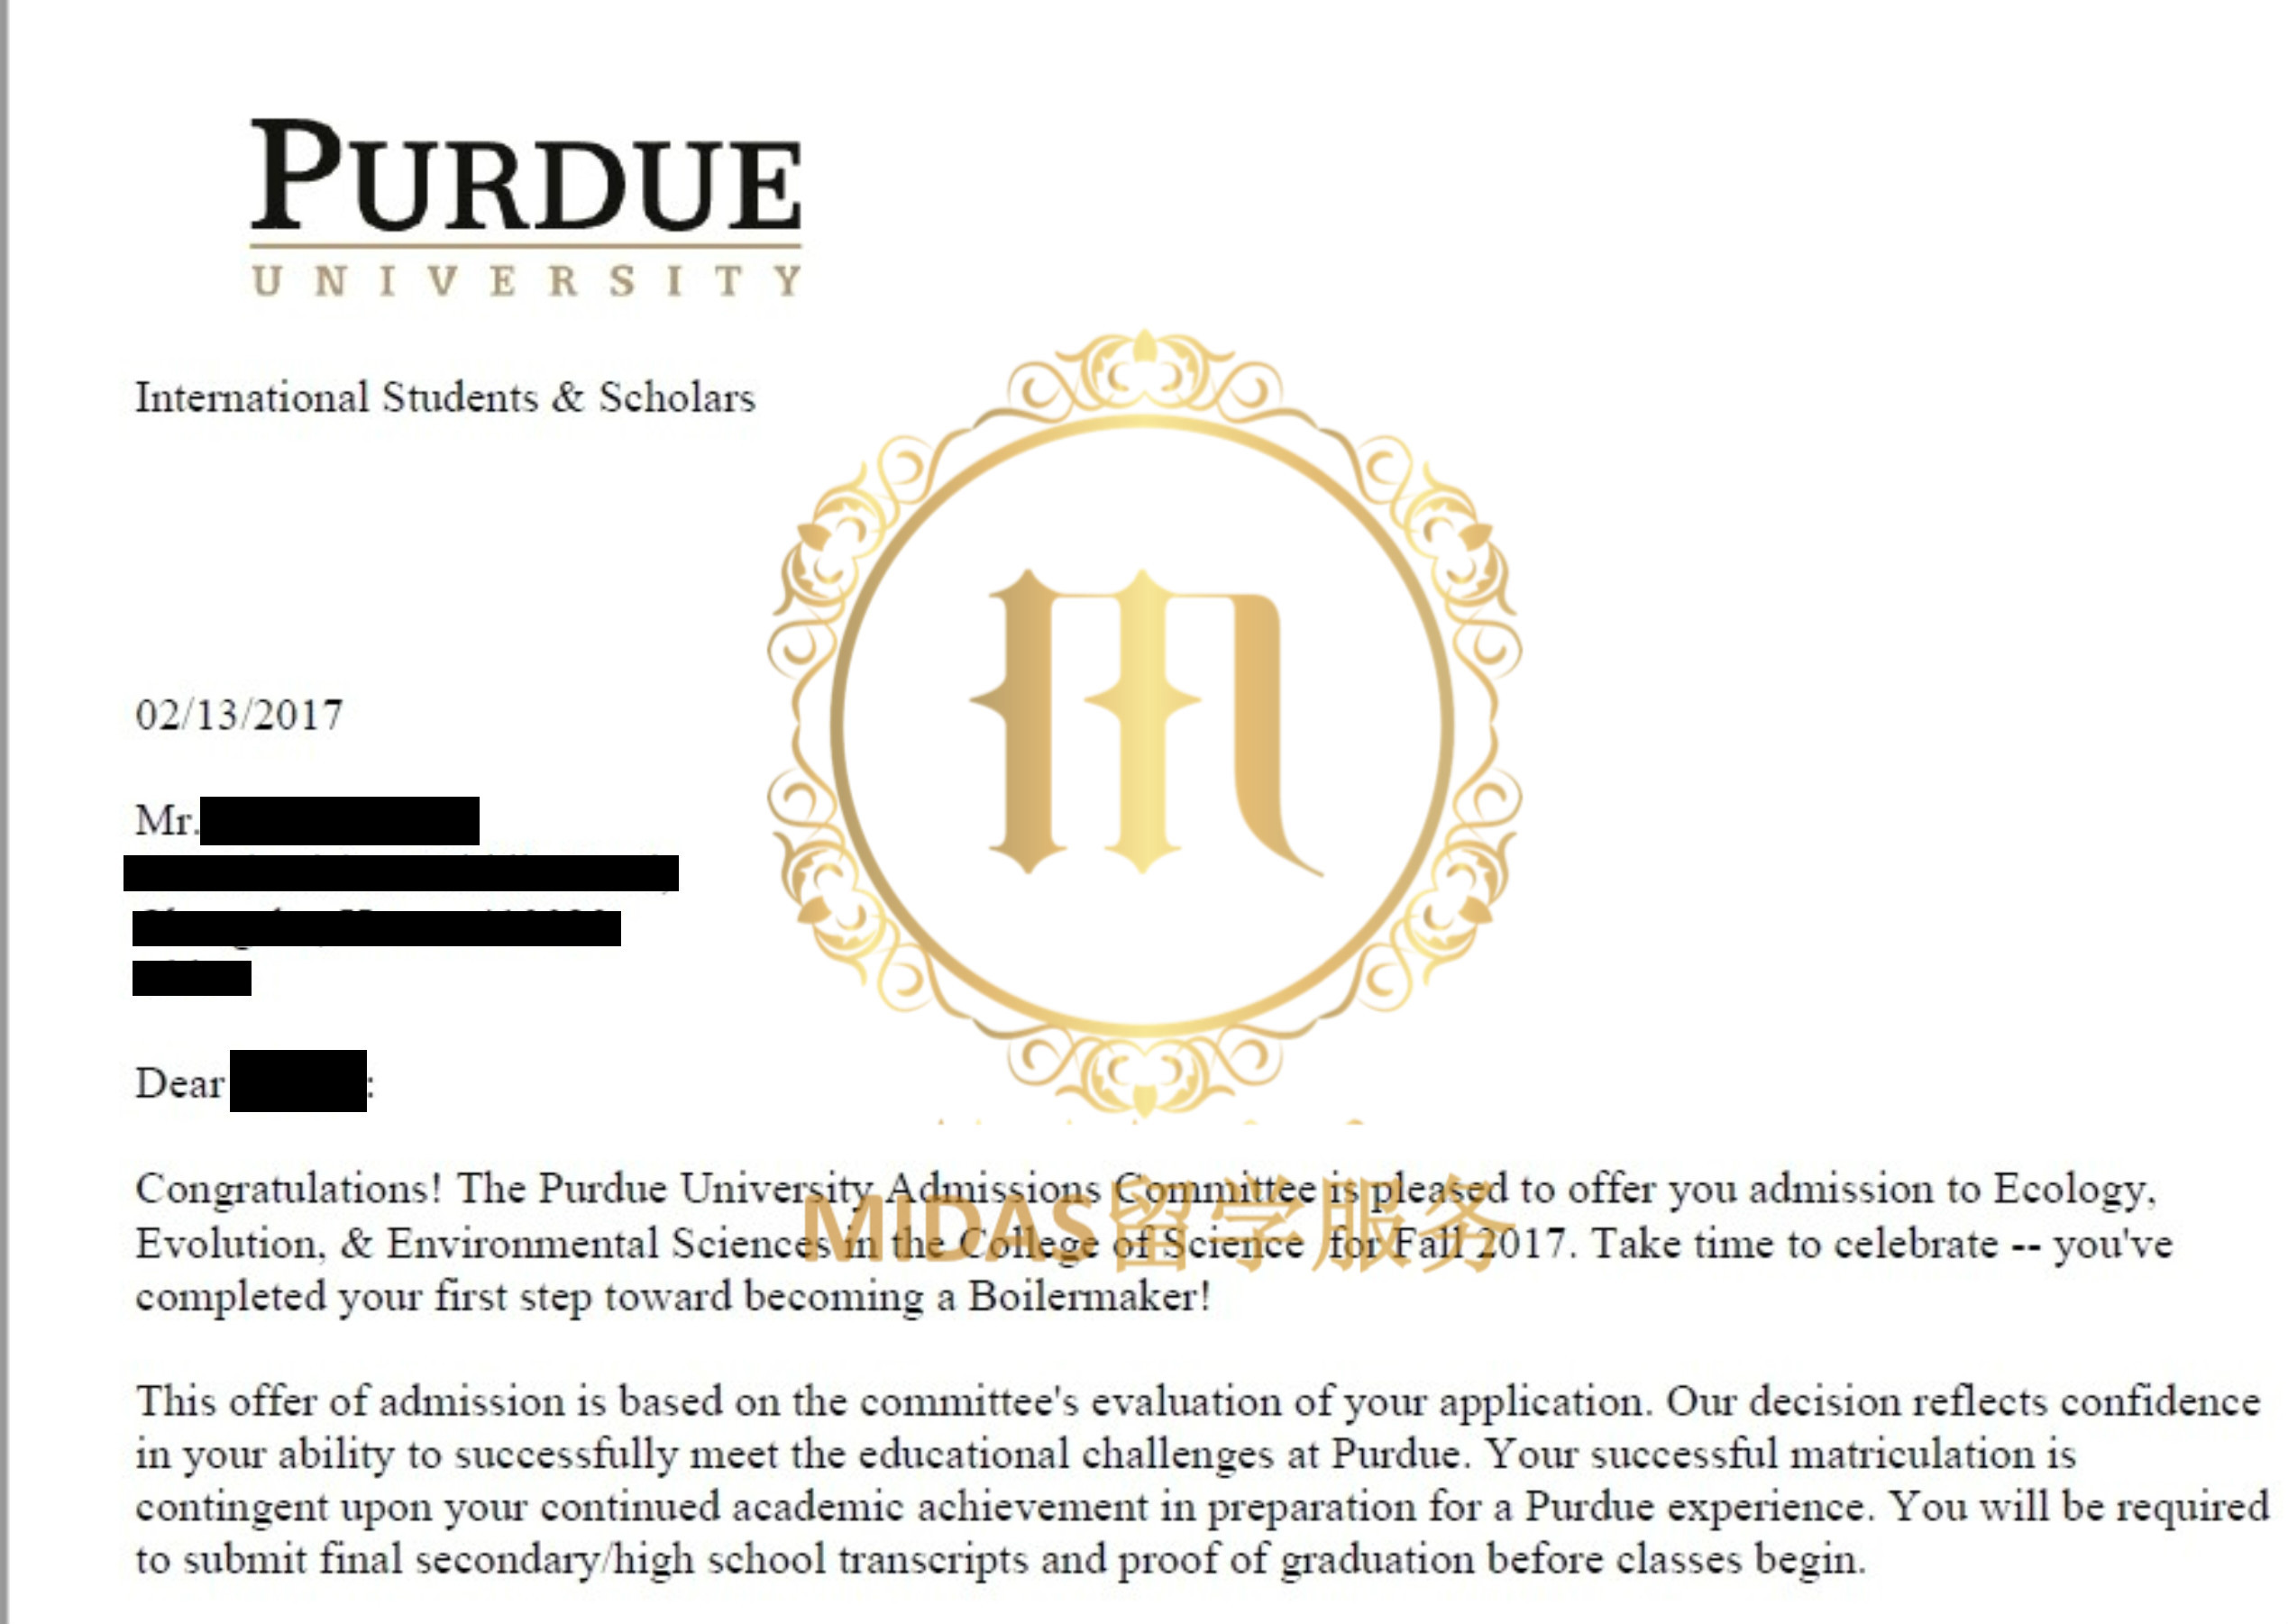 PURDUE
UNIVERSITY
International Students & Scholars
02/13/2017
Mr.
Dear :
Congratulations! The Purdue University Admissions Committee is pleased to offer you admission to Ecology,
Evolution, & Environmental Sciences in the College of Science for Fall 2017. Take time to celebrate -- you've
completed your first step toward becoming a Boilermaker!
MIDAS留学服务
This offer of admission is based on the committee's evaluation of your application. Our decision reflects confidence
in your ability to successfully meet the educational challenges at Purdue. Your successful matriculation is
contingent upon your continued academic achievement in preparation for a Purdue experience. You will be required
to submit final secondary/high school transcripts and proof of graduation before classes begin.